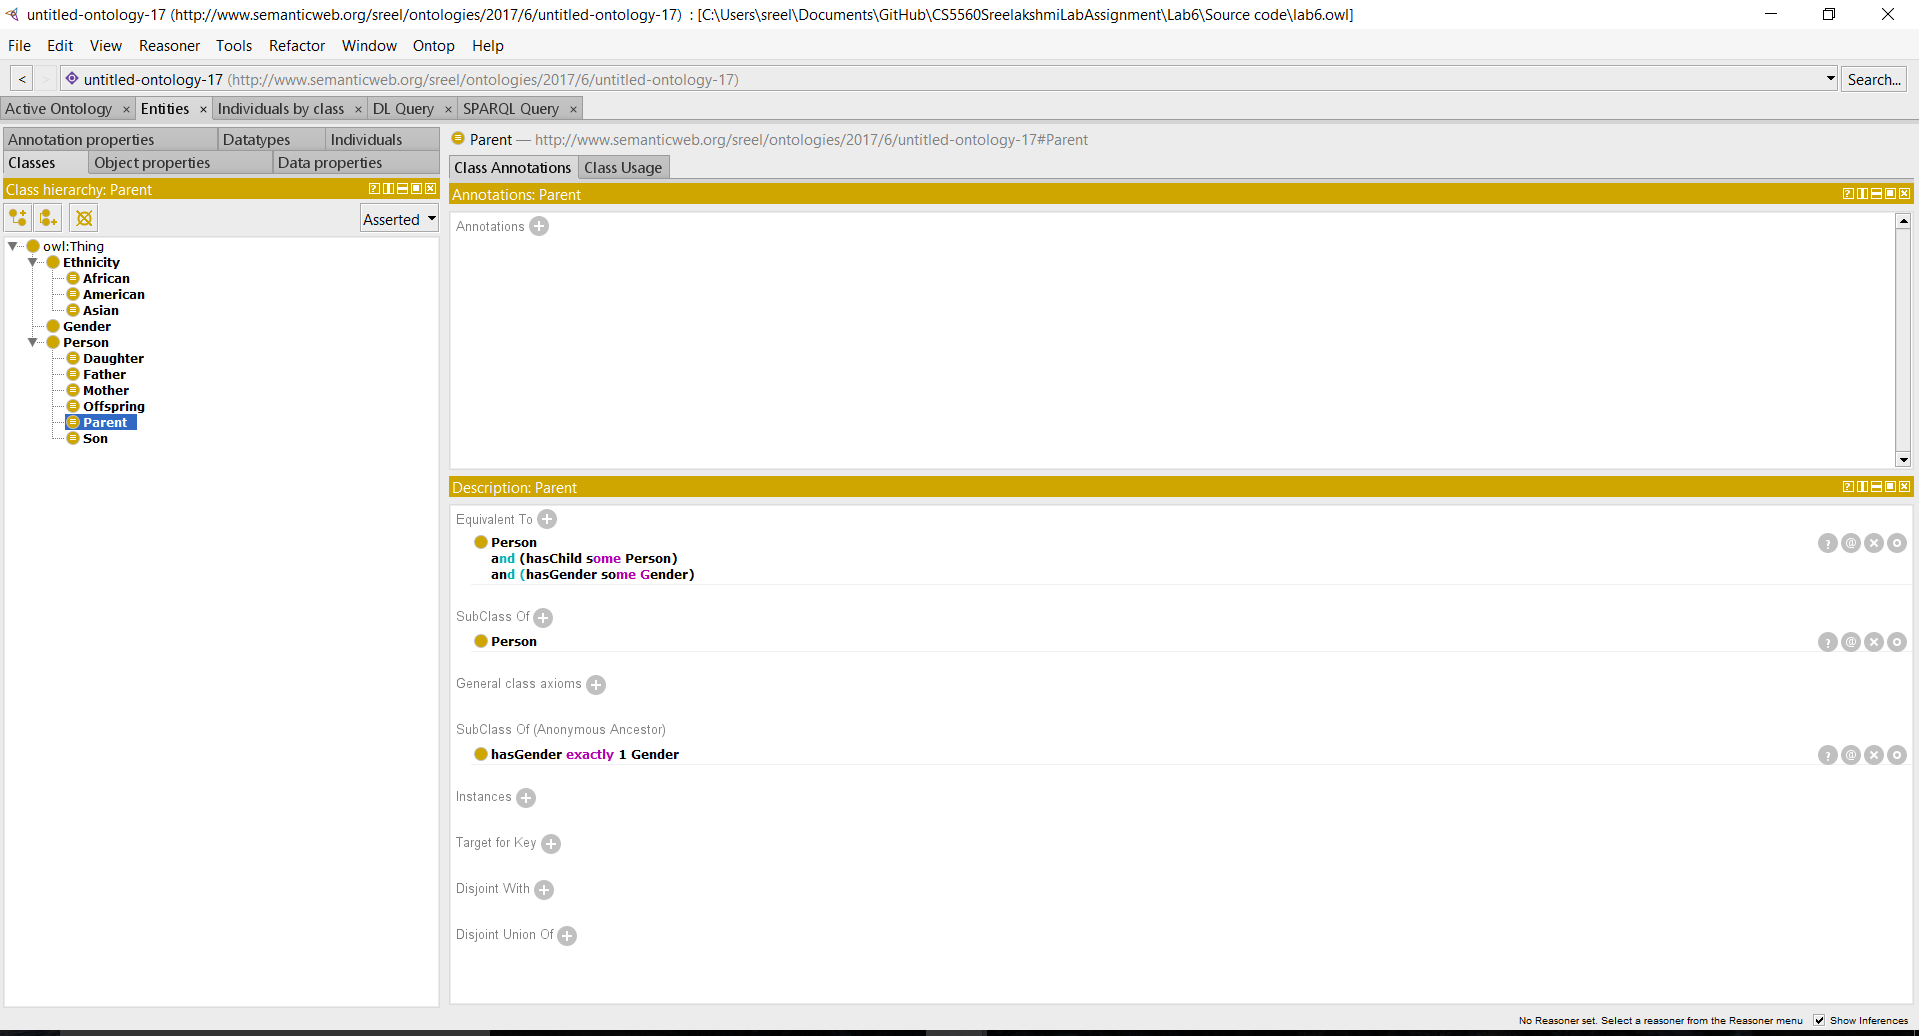 untitled-ontology-17 (http://www.semanticweb.org/sreel/ontologies/2017/6/untitled-ontology-17) : [C:\Users\sreel\Documents\GitHub\CS5560SreelakshmiLabAssignment\Lab6\Source code\lab6.owl]
File Edit View Reasoner Tools Refactor Window Ontop Help
< > untitled-ontology-17 (http://www.semanticweb.org/sreel/ontologies/2017/6/untitled-ontology-17) Search...
Active Ontology × Entities × Individuals by class × DL Query × SPARQL Query ×
Annotation properties Datatypes Individuals
Classes Object properties Data properties
Class hierarchy: Parent
Asserted
owl:Thing
Ethnicity
African
American
Asian
Gender
Person
Daughter
Father
Mother
Offspring
Parent
Son
Parent — http://www.semanticweb.org/sreel/ontologies/2017/6/untitled-ontology-17#Parent
Class Annotations Class Usage
Annotations: Parent
Annotations
Description: Parent
Equivalent To
Person
and (hasChild some Person)
and (hasGender some Gender)
SubClass Of
Person
General class axioms
SubClass Of (Anonymous Ancestor)
hasGender exactly 1 Gender
Instances
Target for Key
Disjoint With
Disjoint Union Of
No Reasoner set. Select a reasoner from the Reasoner menu Show Inferences